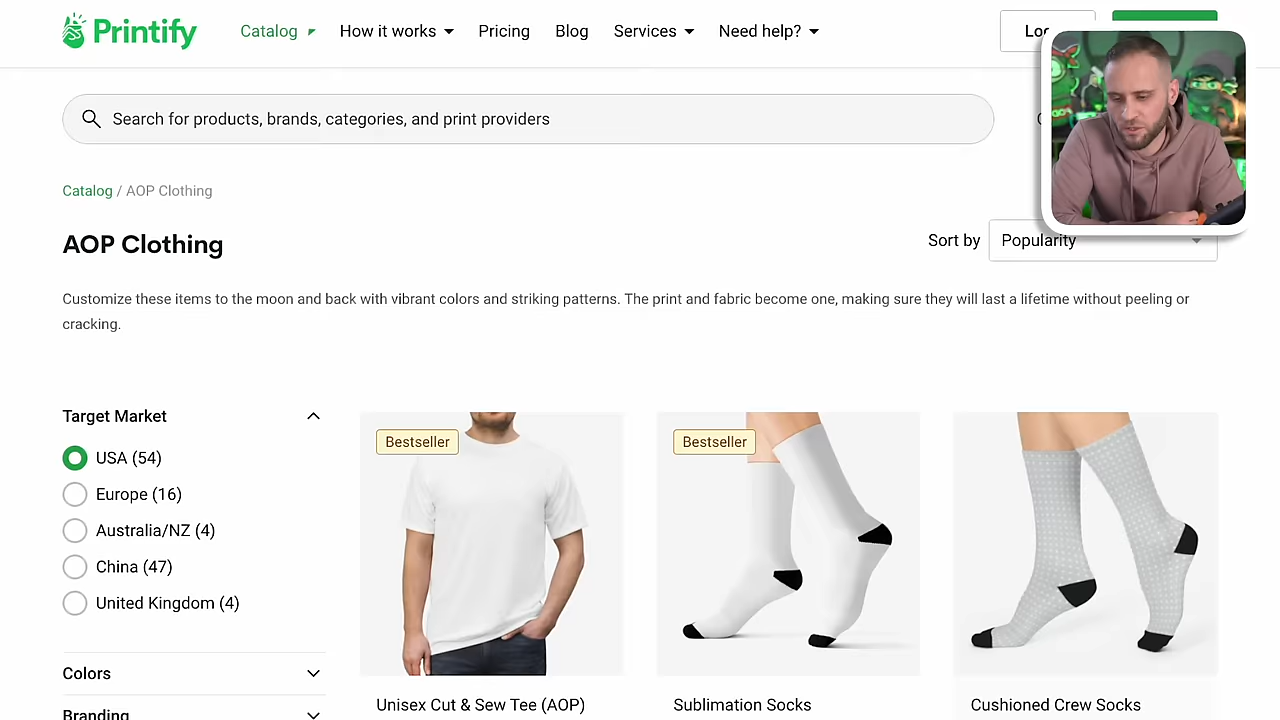 Printify
Catalog
How it works
Pricing
Blog
Services
Need help?
Search for products, brands, categories, and print providers
Catalog / AOP Clothing
AOP Clothing
Sort by
Popularity
Customize these items to the moon and back with vibrant colors and striking patterns. The print and fabric become one, making sure they will last a lifetime without peeling or
cracking.
Target Market
USA (54)
Europe (16)
Australia/NZ (4)
China (47)
United Kingdom (4)
Colors
Branding
Bestseller
Bestseller
Unisex Cut & Sew Tee (AOP)
Sublimation Socks
Cushioned Crew Socks